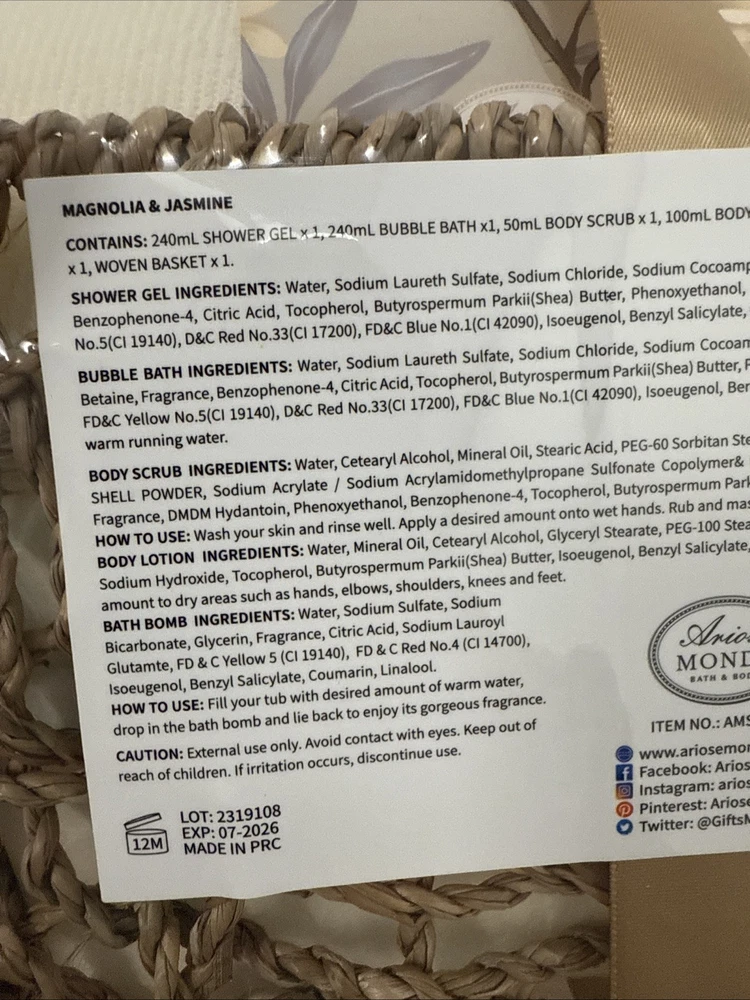 MAGNOLIA & JASMINE
CONTAINS: 240mL SHOWER GEL x 1, 240mL BUBBLE BATH x1, 50mL BODY SCRUB x 1, 100mL BODY
x 1, WOVEN BASKET x 1.
SHOWER GEL INGREDIENTS: Water, Sodium Laureth Sulfate, Sodium Chloride, Sodium Cocoamp
Benzophenone-4, Citric Acid, Tocopherol, Butyrospermum Parkii(Shea) Butter, Phenoxyethanol,
No.5(CI 19140), D&C Red No.33(CI 17200), FD&C Blue No.1(CI 42090), Isoeugenol, Benzyl Salicylate,
BUBBLE BATH INGREDIENTS: Water, Sodium Laureth Sulfate, Sodium Chloride, Sodium Cocoam
Betaine, Fragrance, Benzophenone-4, Citric Acid, Tocopherol, Butyrospermum Parkii(Shea) Butter,
FD&C Yellow No.5(CI 19140), D&C Red No.33(CI 17200), FD&C Blue No.1(CI 42090), Isoeugenol, Ben
warm running water.
BODY SCRUB INGREDIENTS: Water, Cetearyl Alcohol, Mineral Oil, Stearic Acid, PEG-60 Sorbitan Ste
SHELL POWDER, Sodium Acrylate / Sodium Acrylamidomethylpropane Sulfonate Copolymer&
Fragrance, DMDM Hydantoin, Phenoxyethanol, Benzophenone-4, Tocopherol, Butyrospermum Park
HOW TO USE: Wash your skin and rinse well. Apply a desired amount onto wet hands. Rub and mas
BODY LOTION INGREDIENTS: Water, Mineral Oil, Cetearyl Alcohol, Glyceryl Stearate, PEG-100 Stea
Sodium Hydroxide, Tocopherol, Butyrospermum Parkii(Shea) Butter, Isoeugenol, Benzyl Salicylate,
amount to dry areas such as hands, elbows, shoulders, knees and feet.
BATH BOMB INGREDIENTS: Water, Sodium Sulfate, Sodium
Bicarbonate, Glycerin, Fragrance, Citric Acid, Sodium Lauroyl
Glutamte, FD & C Yellow 5 (CI 19140), FD & C Red No.4 (CI 14700),
Isoeugenol, Benzyl Salicylate, Coumarin, Linalool.
HOW TO USE: Fill your tub with desired amount of warm water,
drop in the bath bomb and lie back to enjoy its gorgeous fragrance.
CAUTION: External use only. Avoid contact with eyes. Keep out of
reach of children. If irritation occurs, discontinue use.
12M
LOT: 2319108
EXP: 07-2026
MADE IN PRC
Arios
MOND
BATH & BOD
ITEM NO.: AMS
www.ariosemon
Facebook: Arios
Instagram: arios
Pinterest: Ariose
Twitter: @GiftsM